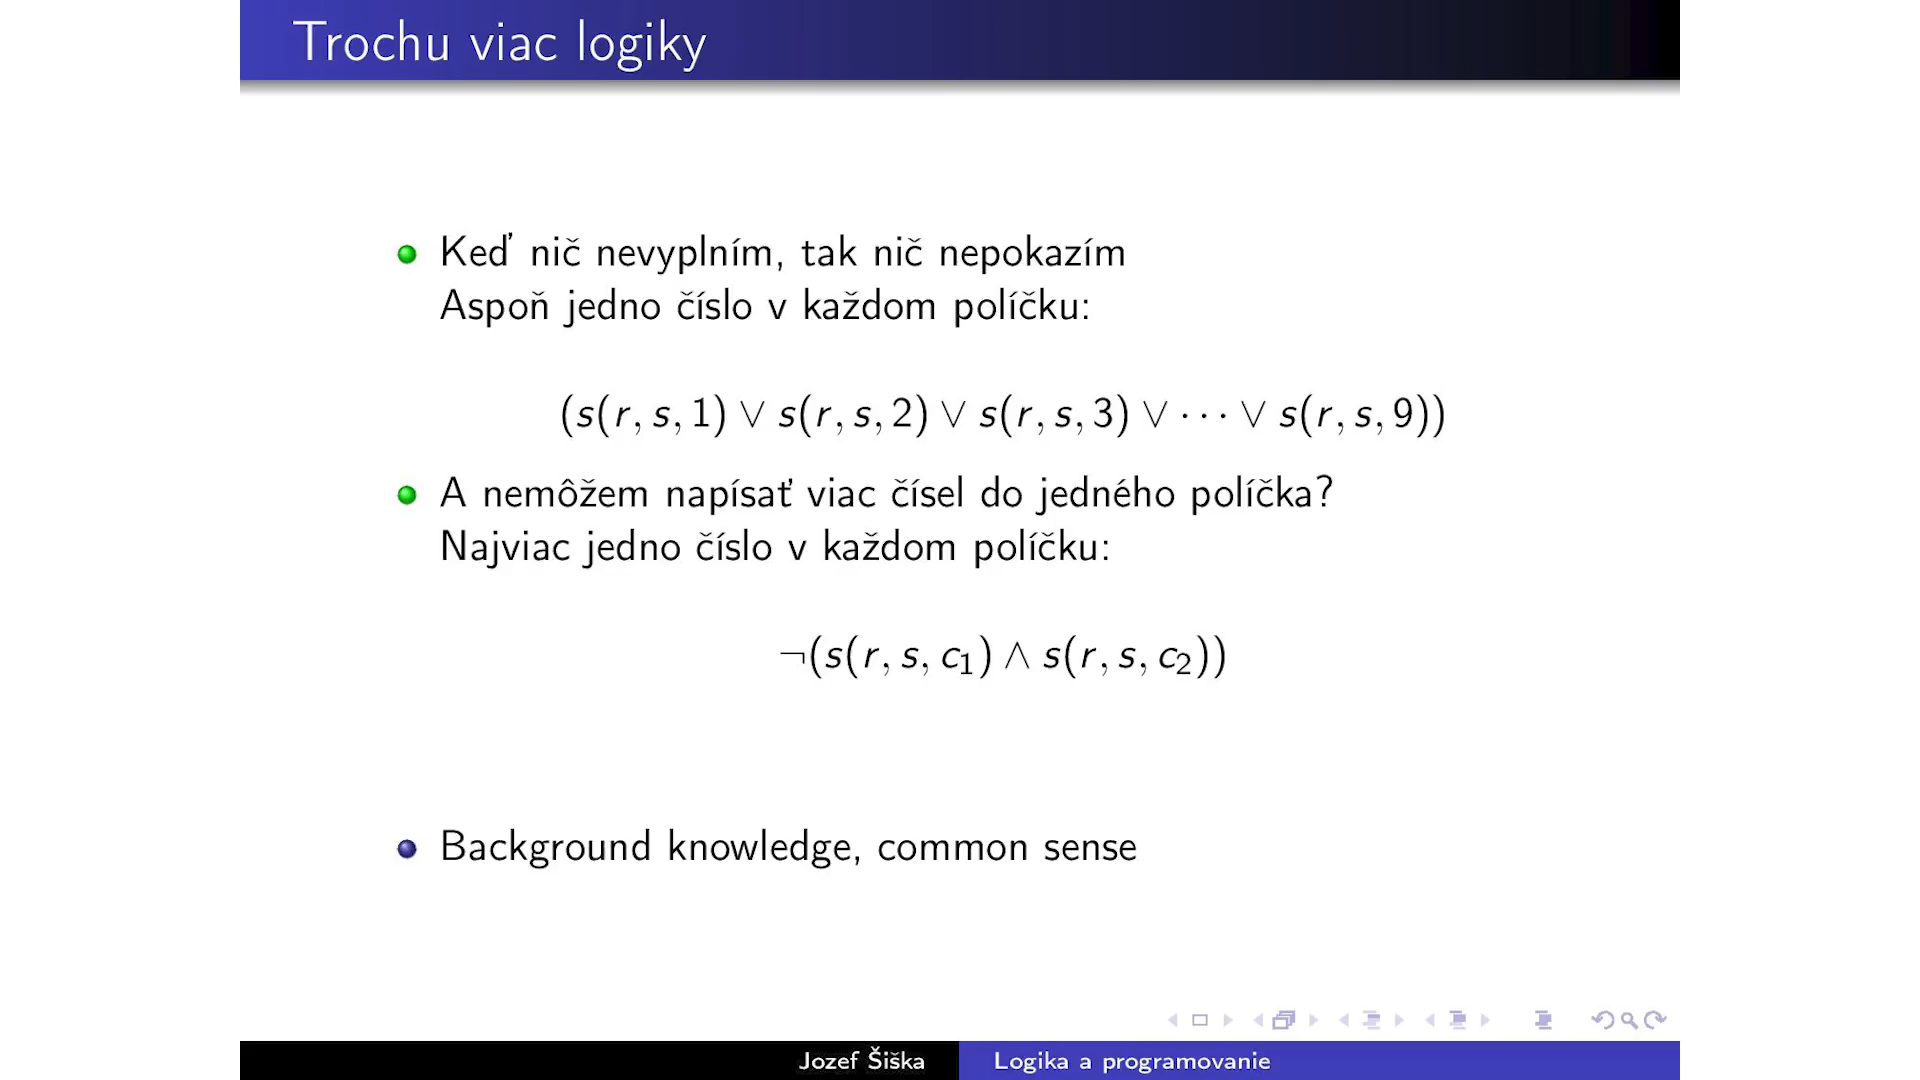 Trochu viac logiky
Keď nič nevyplním, tak nič nepokazím
Aspoň jedno číslo v každom políčku:
(s(r, s, 1) ∨ s(r, s, 2) ∨ s(r, s, 3) ∨ · · · ∨ s(r, s, 9))
A nemôžem napísať viac čísel do jedného políčka?
Najviac jedno číslo v každom políčku:
¬(s(r, s, c₁) ∧ s(r, s, c₂))
Background knowledge, common sense
Jozef Šiška
Logika a programovanie